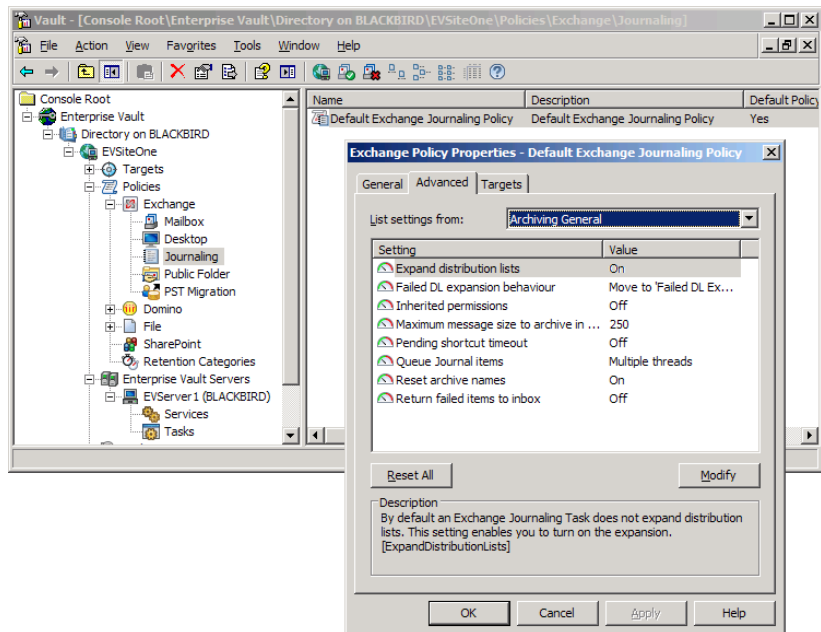 Vault - [Console Root\Enterprise Vault\Directory on BLACKBIRD\EVSiteOne\Policies\Exchange\Journaling]
File Action View Favorites Tools Window Help
Console Root
Enterprise Vault
Directory on BLACKBIRD
EVSiteOne
Targets
Policies
Exchange
Mailbox
Desktop
Journaling
Public Folder
PST Migration
Domino
File
SharePoint
Retention Categories
Enterprise Vault Servers
EVServer1 (BLACKBIRD)
Services
Tasks
Name Description Default Policy
Default Exchange Journaling Policy Default Exchange Journaling Policy Yes
Exchange Policy Properties - Default Exchange Journaling Policy
General Advanced Targets
List settings from: Archiving General
Setting Value
Expand distribution lists On
Failed DL expansion behaviour Move to 'Failed DL Ex...
Inherited permissions Off
Maximum message size to archive in ... 250
Pending shortcut timeout Off
Queue Journal items Multiple threads
Reset archive names On
Return failed items to inbox Off
Reset All Modify
Description
By default an Exchange Journaling Task does not expand distribution
lists. This setting enables you to turn on the expansion.
[ExpandDistributionLists]
OK Cancel Apply Help